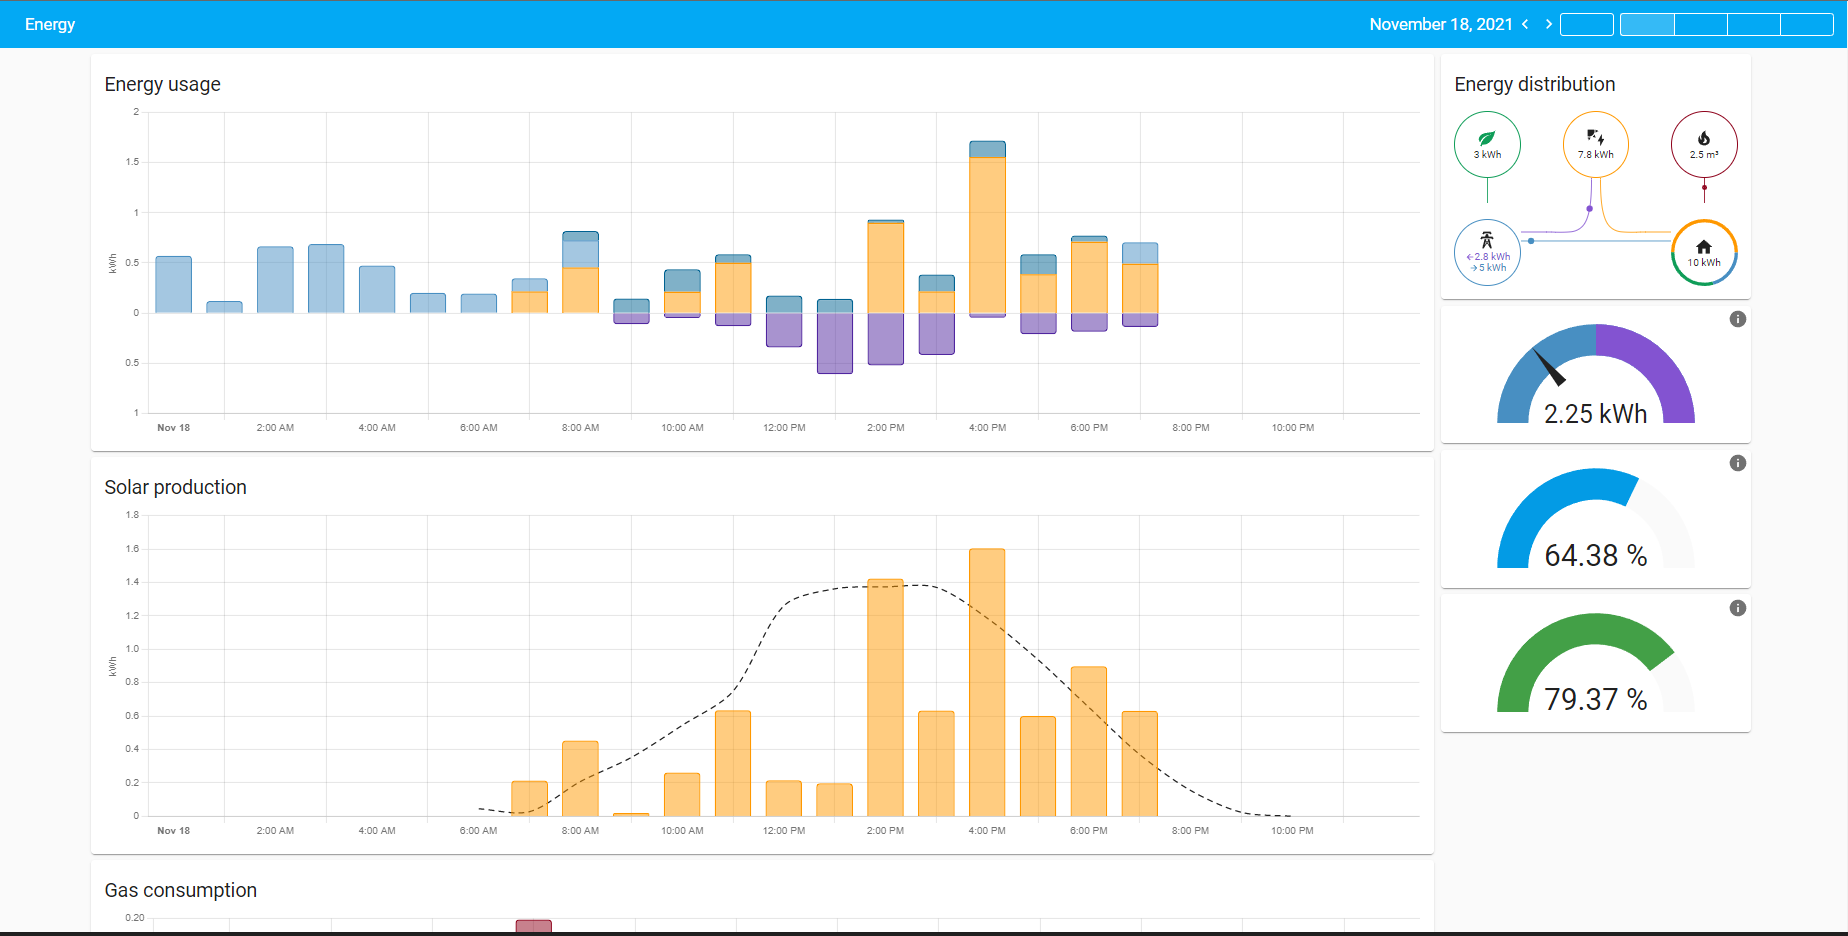 Energy
November 18, 2021
Energy usage
2
1.5
1
0.5
0
0.5
1
kWh
Nov 18
2:00 AM
4:00 AM
6:00 AM
8:00 AM
10:00 AM
12:00 PM
2:00 PM
4:00 PM
6:00 PM
8:00 PM
10:00 PM
Solar production
1.8
1.6
1.4
1.2
1.0
0.8
0.6
0.4
0.2
0
kWh
Nov 18
2:00 AM
4:00 AM
6:00 AM
8:00 AM
10:00 AM
12:00 PM
2:00 PM
4:00 PM
6:00 PM
8:00 PM
10:00 PM
Gas consumption
0.20
Energy distribution
3 kWh
7.8 kWh
2.5 m³
←2.8 kWh
→5 kWh
10 kWh
2.25 kWh
64.38 %
79.37 %